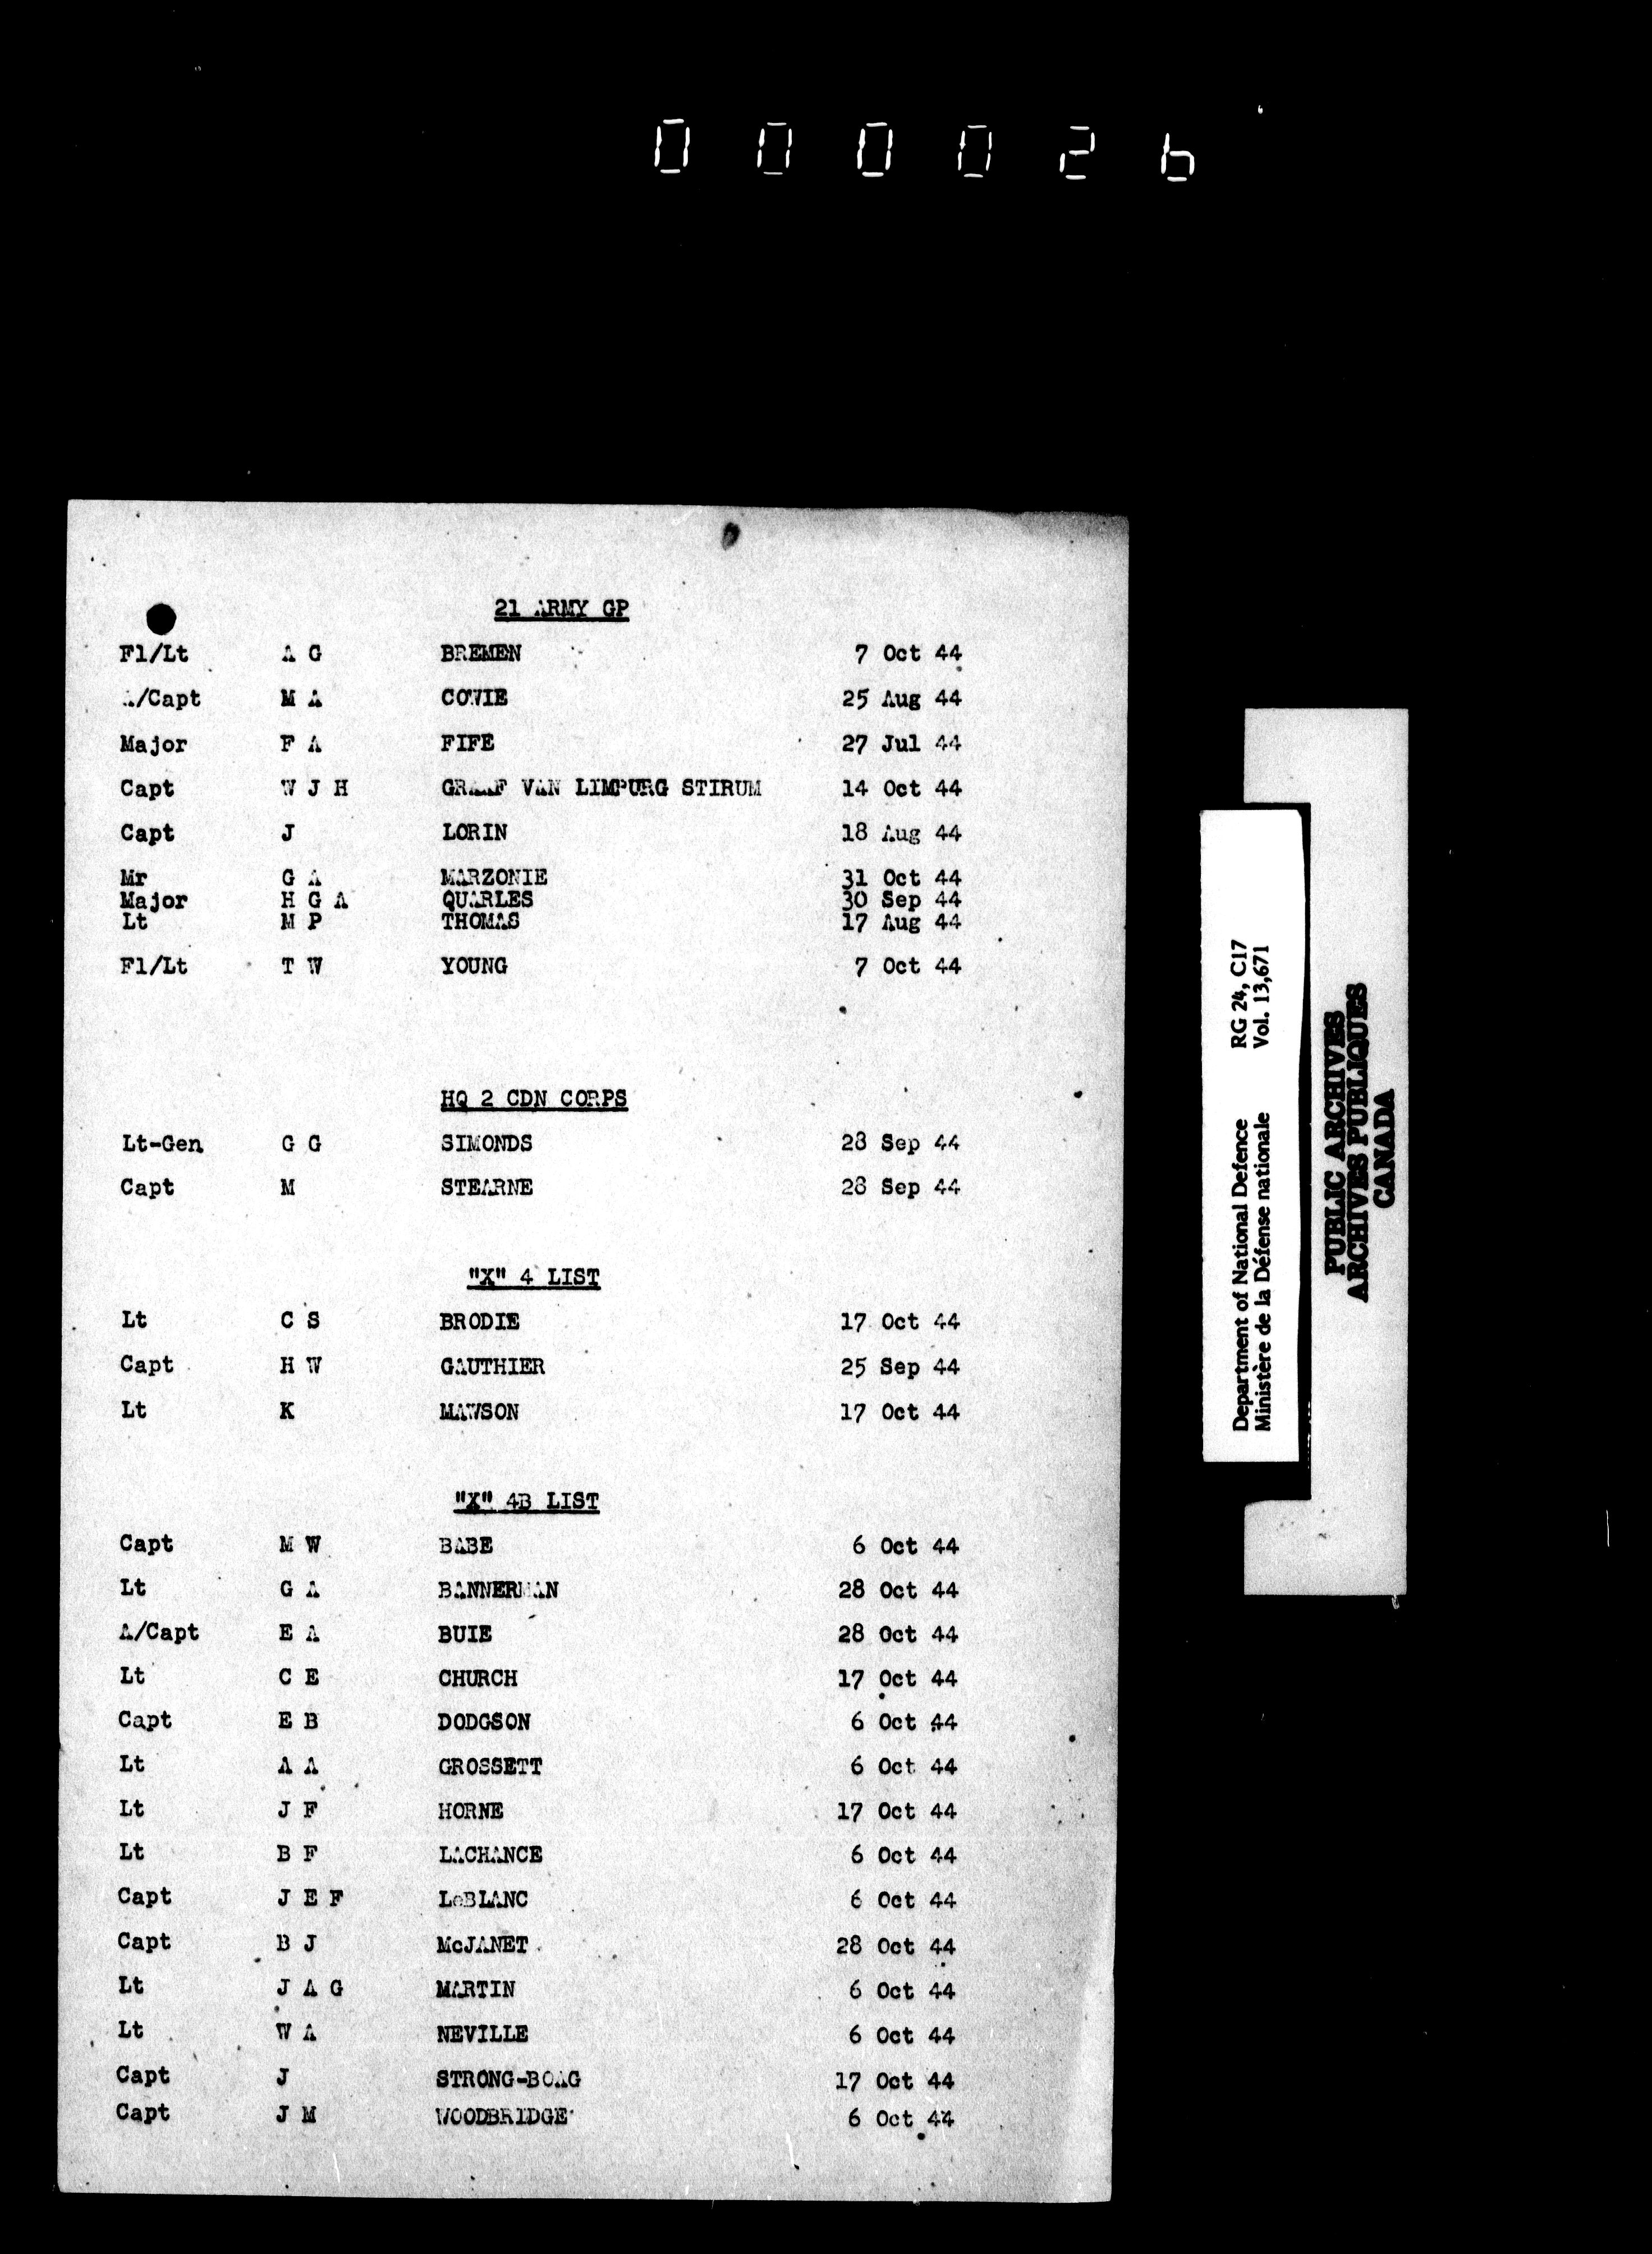 000026
21 ARMY GP
Fl/Lt A G BREMEN 7 Oct 44
A/Capt M A COWIE 25 Aug 44
Major F A FIFE 27 Jul 44
Capt W J H GRAAF VAN LIMPURG STIRUM 14 Oct 44
Capt J LORIN 18 Aug 44
Mr G A MARZONIE 31 Oct 44
Major H G A QUARLES 30 Sep 44
Lt M P THOMAS 17 Aug 44
Fl/Lt T W YOUNG 7 Oct 44
HQ 2 CDN CORPS
Lt-Gen G G SIMONDS 28 Sep 44
Capt M STEARNE 28 Sep 44
"X" 4 LIST
Lt C S BRODIE 17 Oct 44
Capt H W GAUTHIER 25 Sep 44
Lt K MAWSON 17 Oct 44
"X" 4B LIST
Capt M W BABE 6 Oct 44
Lt G A BANNERMAN 28 Oct 44
A/Capt E A BUIE 28 Oct 44
Lt C E CHURCH 17 Oct 44
Capt E B DODGSON 6 Oct 44
Lt A A GROSSETT 6 Oct 44
Lt J F HORNE 17 Oct 44
Lt B F LACHANCE 6 Oct 44
Capt J E F LeBLANC 6 Oct 44
Capt B J McJANET 28 Oct 44
Lt J A G MARTIN 6 Oct 44
Lt W A NEVILLE 6 Oct 44
Capt J STRONG-BOAG 17 Oct 44
Capt J M WOODBRIDGE 6 Oct 44
Department of National Defence RG 24, C17
Ministère de la Défense nationale Vol. 13,671
PUBLIC ARCHIVES
ARCHIVES PUBLIQUES
CANADA